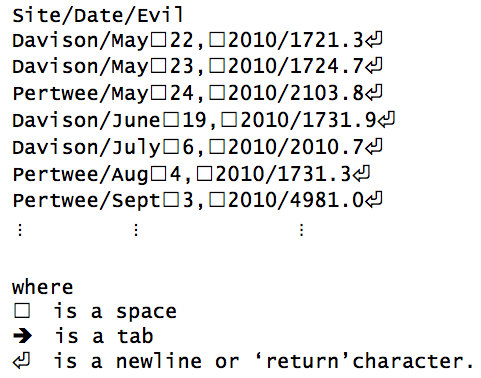 Site/Date/Evil
Davison/May□22,□2010/1721.3⏎
Davison/May□23,□2010/1724.7⏎
Pertwee/May□24,□2010/2103.8⏎
Davison/June□19,□2010/1731.9⏎
Davison/July□6,□2010/2010.7⏎
Pertwee/Aug□4,□2010/1731.3⏎
Pertwee/Sept□3,□2010/4981.0⏎
⋮ ⋮ ⋮
where
□ is a space
➔ is a tab
⏎ is a newline or ‘return’character.